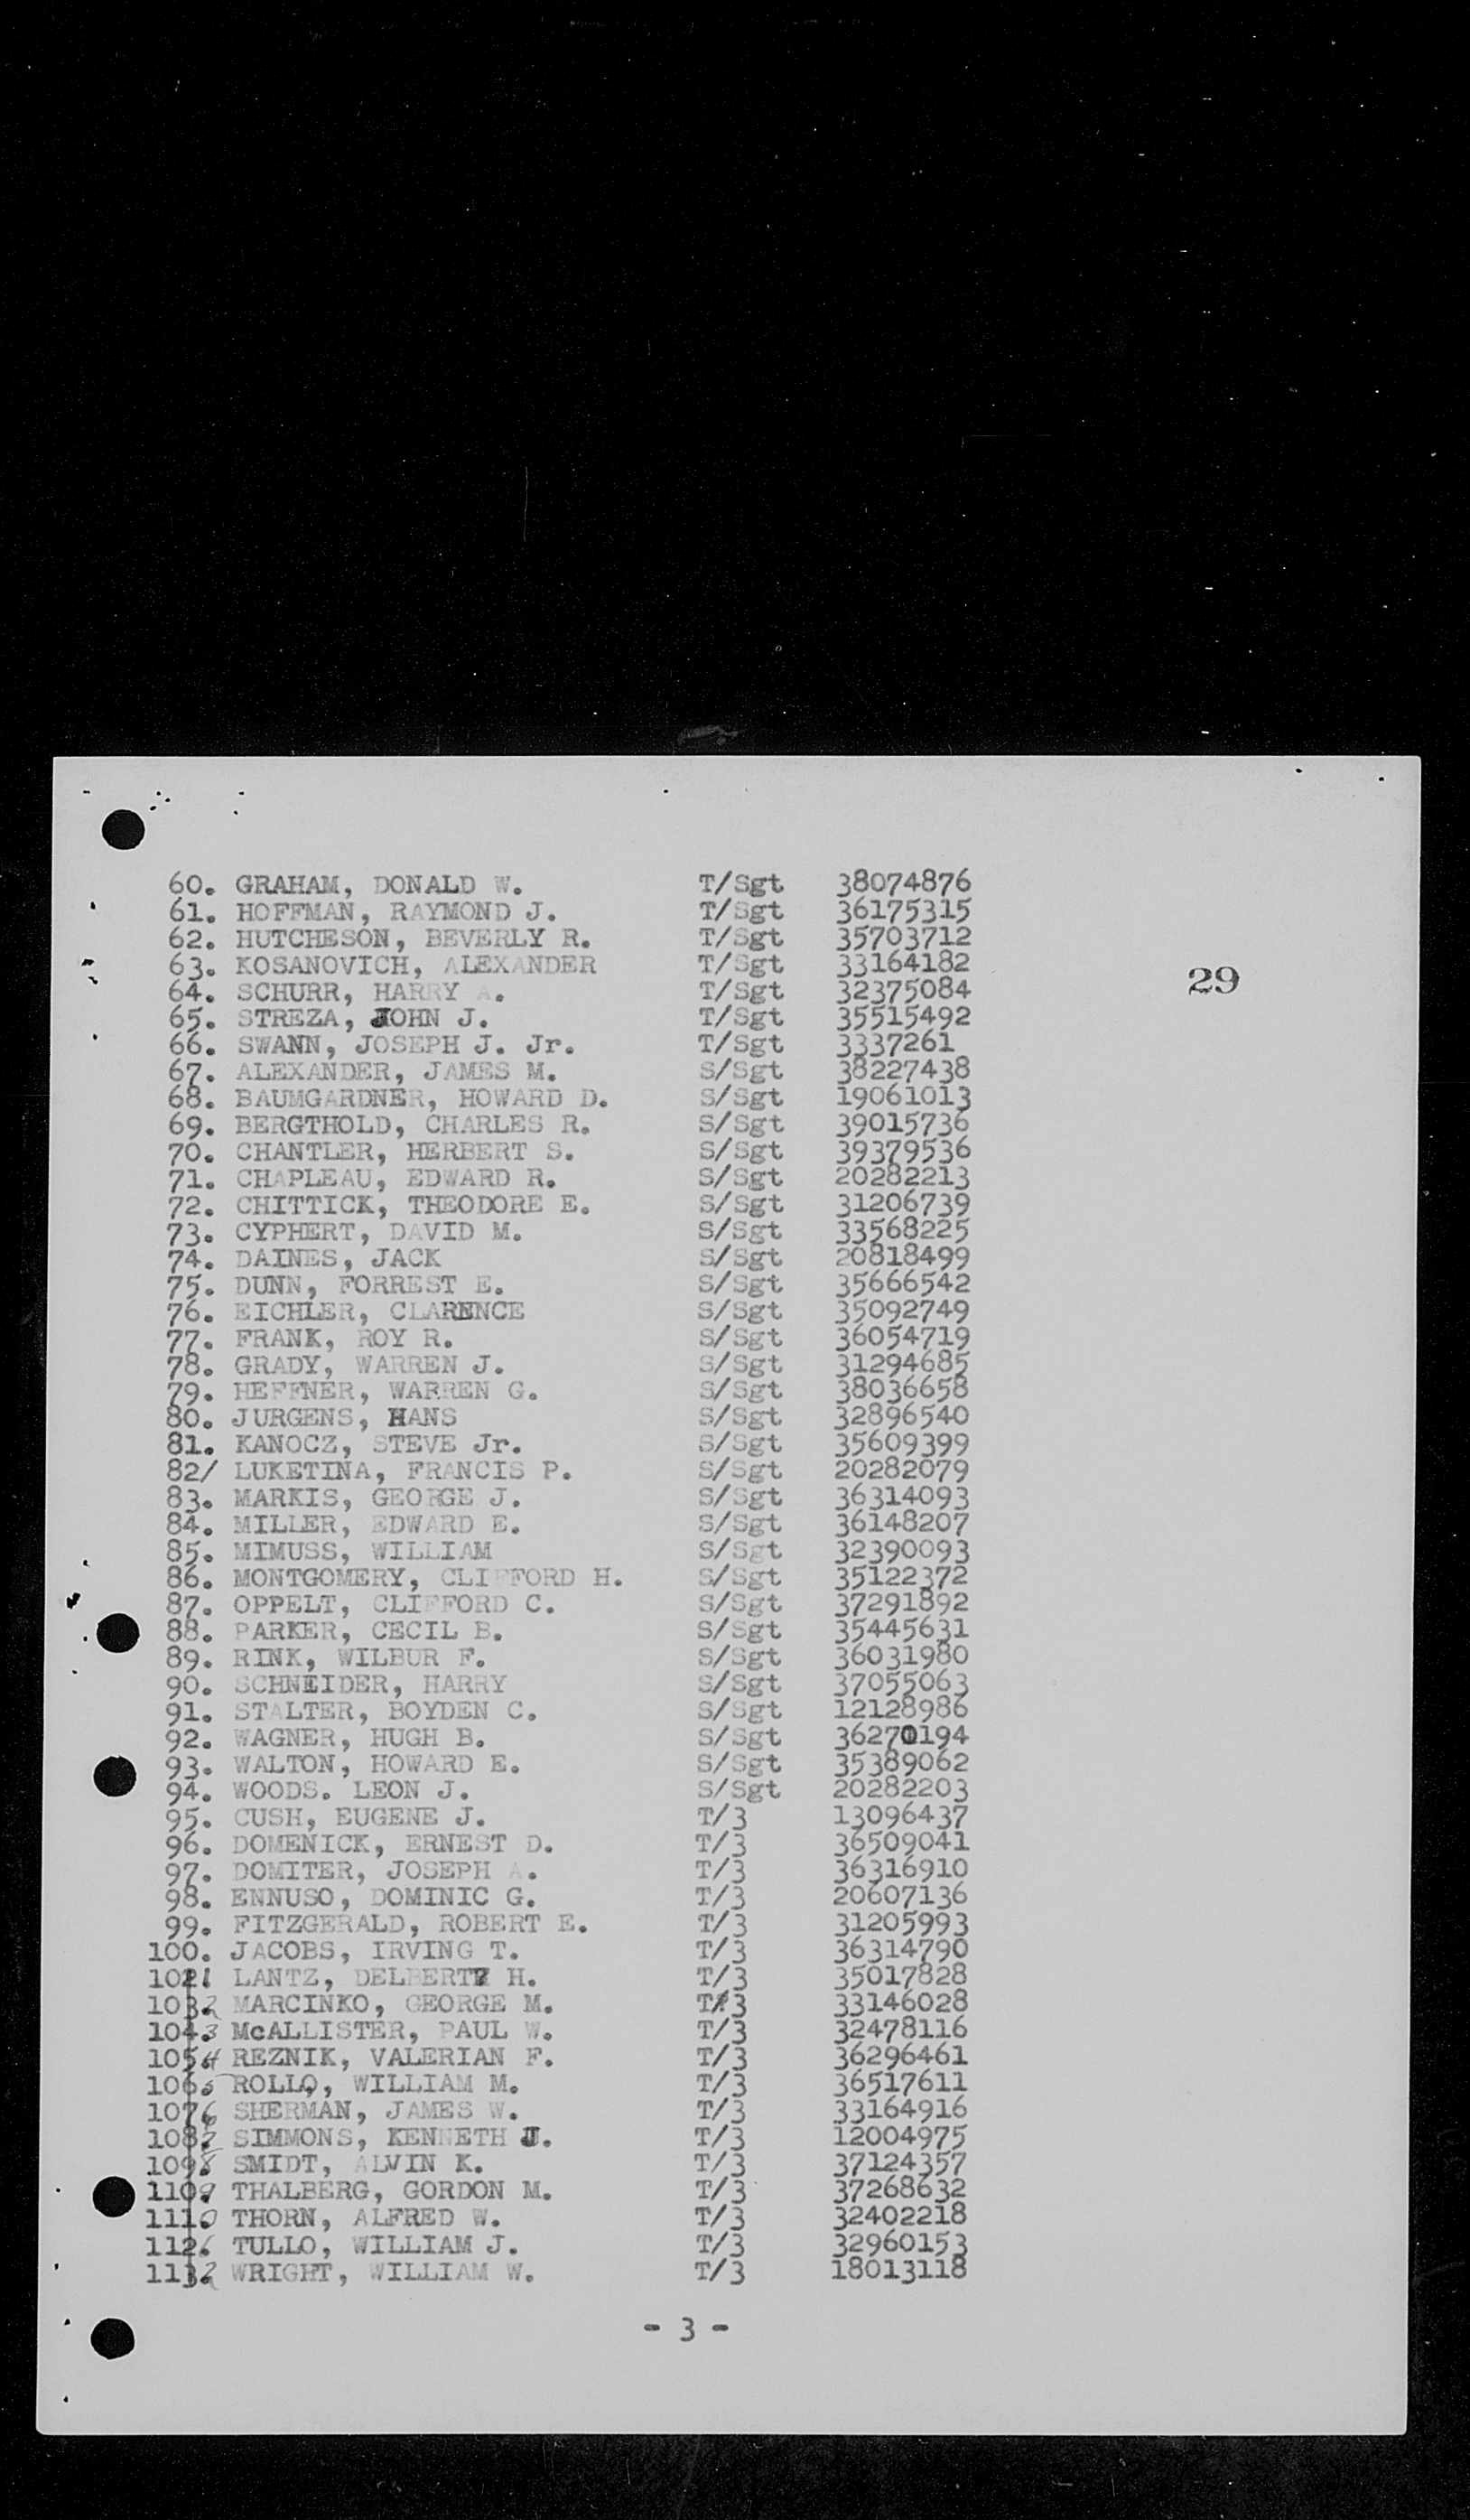 60. GRAHAM, DONALD W. T/Sgt 38074876
61. HOFFMAN, RAYMOND J. T/Sgt 36175315
62. HUTCHESON, BEVERLY R. T/Sgt 35703712
63. KOSANOVICH, ALEXANDER T/Sgt 33164182
29
64. SCHURR, HARRY A. T/Sgt 32375084
65. STREZA, JOHN J. T/Sgt 35515492
66. SWANN, JOSEPH J. Jr. T/Sgt 3337261
67. ALEXANDER, JAMES M. S/Sgt 38227438
68. BAUMGARDNER, HOWARD D. S/Sgt 19061013
69. BERGTHOLD, CHARLES R. S/Sgt 39015736
70. CHANTLER, HERBERT S. S/Sgt 39379536
71. CHAPLEAU, EDWARD R. S/Sgt 20282213
72. CHITTICK, THEODORE E. S/Sgt 31206739
73. CYPHERT, DAVID M. S/Sgt 33568225
74. DAINES, JACK S/Sgt 20818499
75. DUNN, FORREST E. S/Sgt 35666542
76. EICHLER, CLARENCE S/Sgt 35092749
77. FRANK, ROY R. S/Sgt 36054719
78. GRADY, WARREN J. S/Sgt 31294685
79. HEFFNER, WARREN G. S/Sgt 38036658
80. JURGENS, HANS S/Sgt 32896540
81. KANOCZ, STEVE Jr. S/Sgt 35609399
82/ LUKETINA, FRANCIS P. S/Sgt 20282079
83. MARKIS, GEORGE J. S/Sgt 36314093
84. MILLER, EDWARD E. S/Sgt 36148207
85. MIMUSS, WILLIAM S/Sgt 32390093
86. MONTGOMERY, CLIFFORD H. S/Sgt 35122372
87. OPPELT, CLIFFORD C. S/Sgt 37291892
88. PARKER, CECIL B. S/Sgt 35445631
89. RINK, WILBUR F. S/Sgt 36031980
90. SCHNEIDER, HARRY S/Sgt 37055063
91. STALTER, BOYDEN C. S/Sgt 12128986
92. WAGNER, HUGH B. S/Sgt 36270194
93. WALTON, HOWARD E. S/Sgt 35389062
94. WOODS. LEON J. S/Sgt 20282203
95. CUSH, EUGENE J. T/3 13096437
96. DOMENICK, ERNEST D. T/3 36509041
97. DOMITER, JOSEPH A. T/3 36316910
98. ENNUSO, DOMINIC G. T/3 20607136
99. FITZGERALD, ROBERT E. T/3 31205993
100. JACOBS, IRVING T. T/3 36314790
1021 LANTZ, DELBERT H. T/3 35017828
1032 MARCINKO, GEORGE M. T/3 33146028
1043 McALLISTER, PAUL W. T/3 32478116
1054 REZNIK, VALERIAN F. T/3 36296461
1065 ROLLO, WILLIAM M. T/3 36517611
1076 SHERMAN, JAMES W. T/3 33164916
1087 SIMMONS, KENNETH J. T/3 12004975
1098 SMIDT, ALVIN K. T/3 37124357
1109 THALBERG, GORDON M. T/3 37268632
1110 THORN, ALFRED W. T/3 32402218
112. TULLO, WILLIAM J. T/3 32960153
1132 WRIGHT, WILLIAM W. T/3 18013118
- 3 -